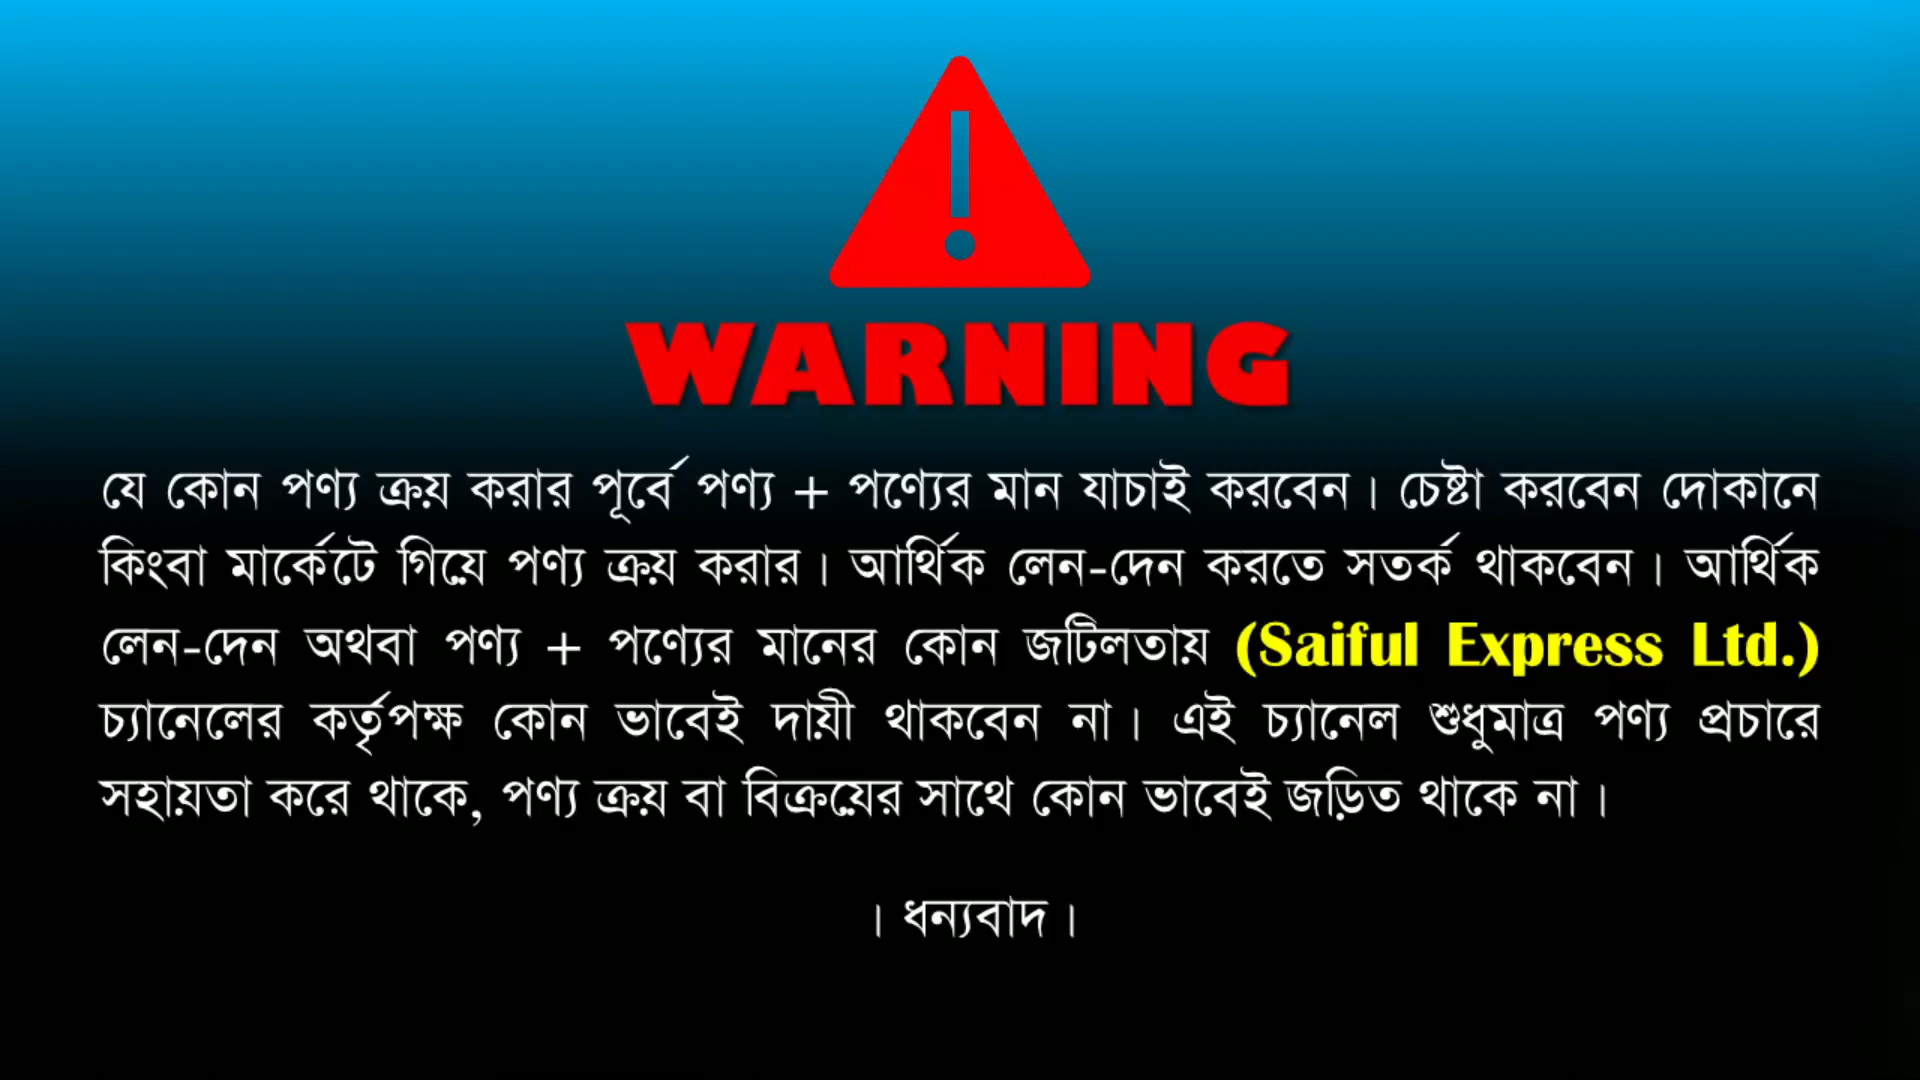 WARNING
যে কোন পণ্য ক্রয় করার পূর্বে পণ্য + পণ্যের মান যাচাই করবেন। চেষ্টা করবেন দোকানে
কিংবা মার্কেটে গিয়ে পণ্য ক্রয় করার। আর্থিক লেন-দেন করতে সতর্ক থাকবেন। আর্থিক
লেন-দেন অথবা পণ্য + পণ্যের মানের কোন জটিলতায় (Saiful Express Ltd.)
চ্যানেলের কর্তৃপক্ষ কোন ভাবেই দায়ী থাকবেন না। এই চ্যানেল শুধুমাত্র পণ্য প্রচারে
সহায়তা করে থাকে, পণ্য ক্রয় বা বিক্রয়ের সাথে কোন ভাবেই জড়িত থাকে না।
। ধন্যবাদ।